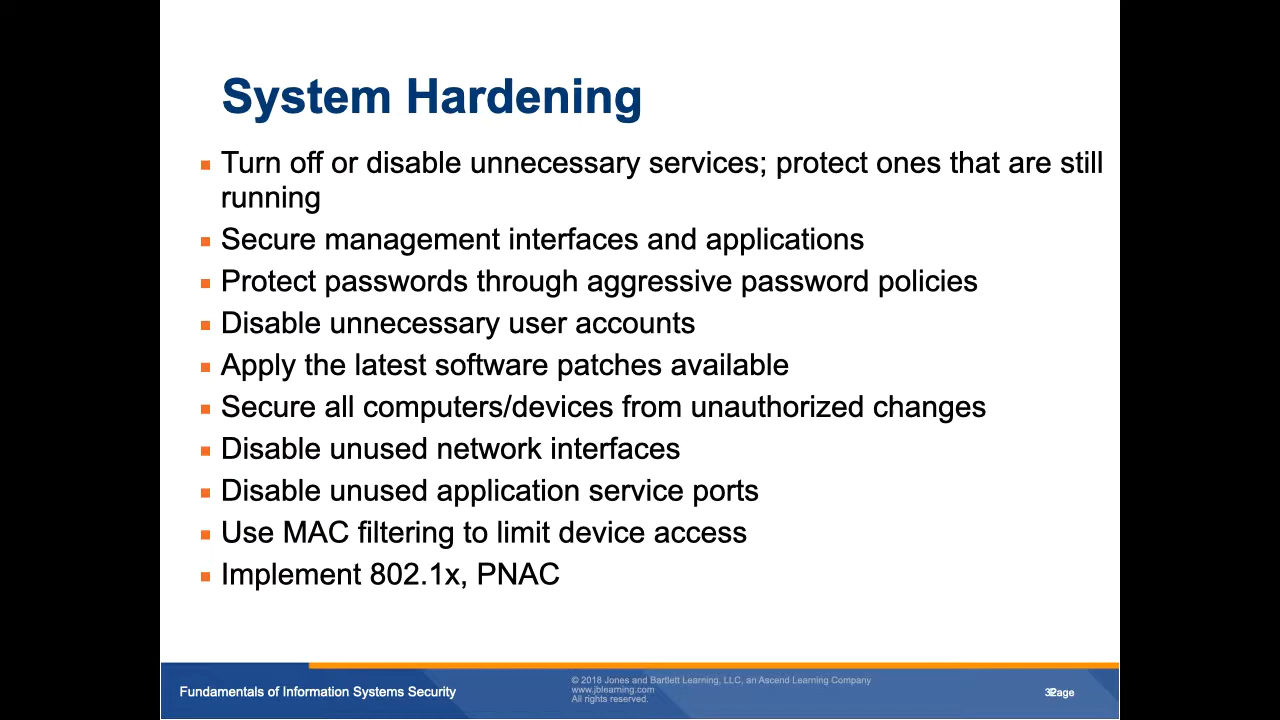 System Hardening
Turn off or disable unnecessary services; protect ones that are still
running
Secure management interfaces and applications
Protect passwords through aggressive password policies
Disable unnecessary user accounts
Apply the latest software patches available
Secure all computers/devices from unauthorized changes
Disable unused network interfaces
Disable unused application service ports
Use MAC filtering to limit device access
Implement 802.1x, PNAC
Fundamentals of Information Systems Security
© 2018 Jones and Bartlett Learning, LLC, an Ascend Learning Company
www.jblearning.com
All rights reserved.